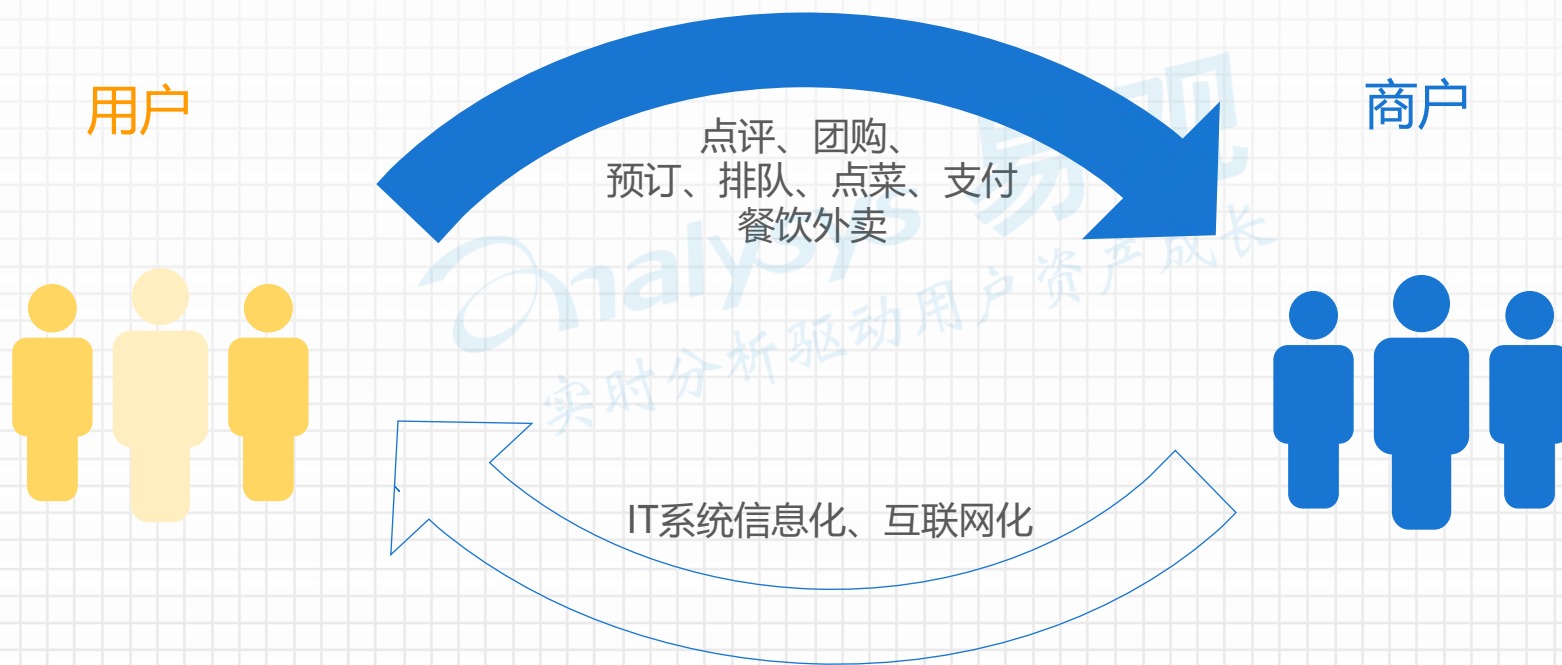 用户
商户
点评、团购、
预订、排队、点菜、支付
餐饮外卖
analysys 易观
实时分析驱动用户资产成长
IT系统信息化、互联网化